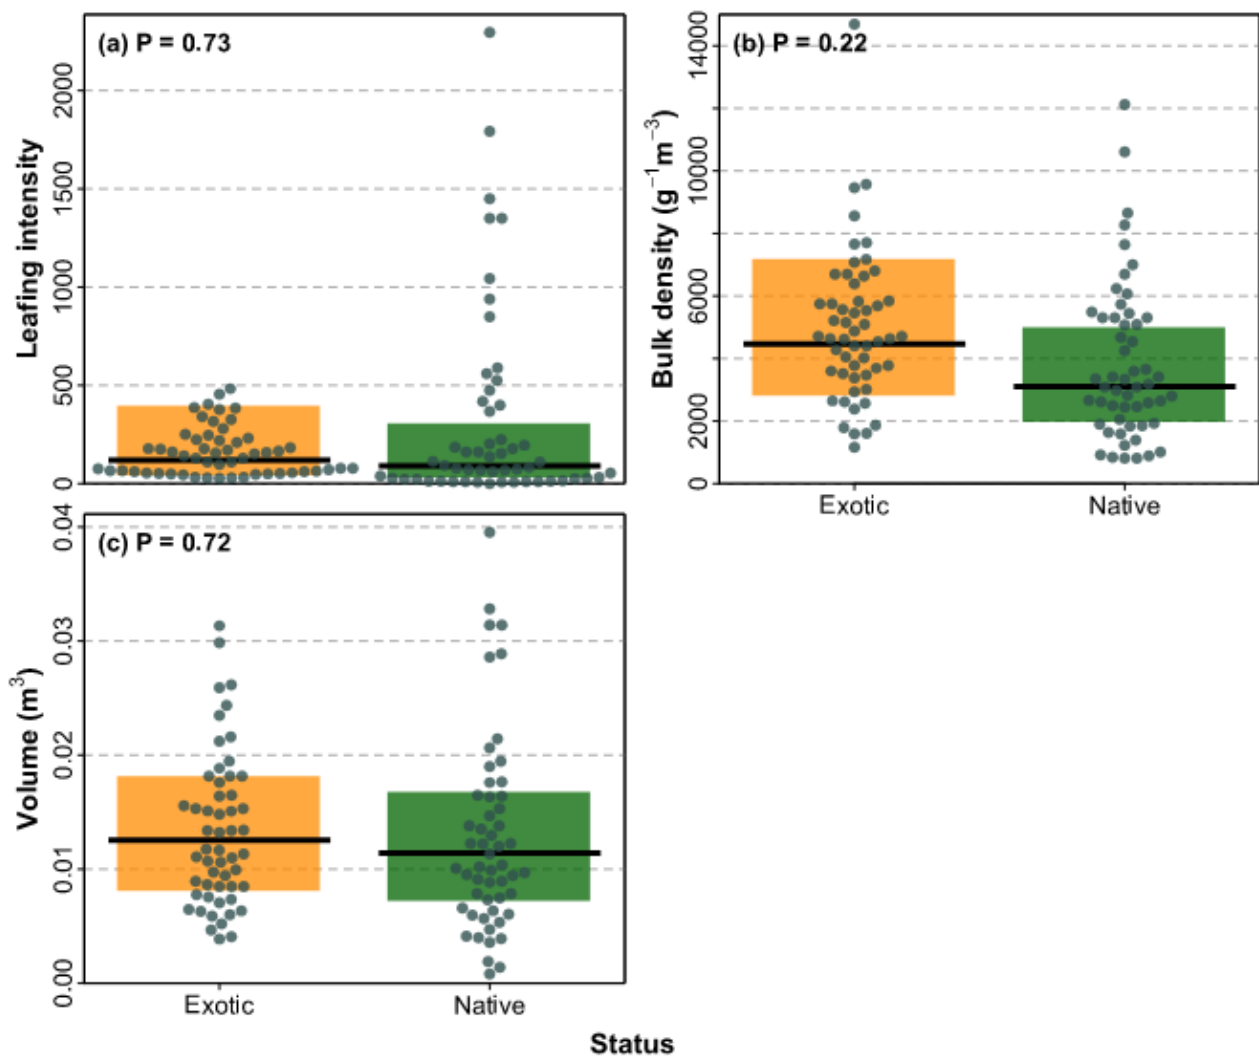 (a) P = 0.73
Leafing intensity
2000
1500
1000
500
0
(b) P = 0.22
Bulk density (g⁻¹m⁻³)
14000
10000
6000
2000
0
Exotic
Native
(c) P = 0.72
Volume (m³)
0.04
0.03
0.02
0.01
0.00
Exotic
Native
Status